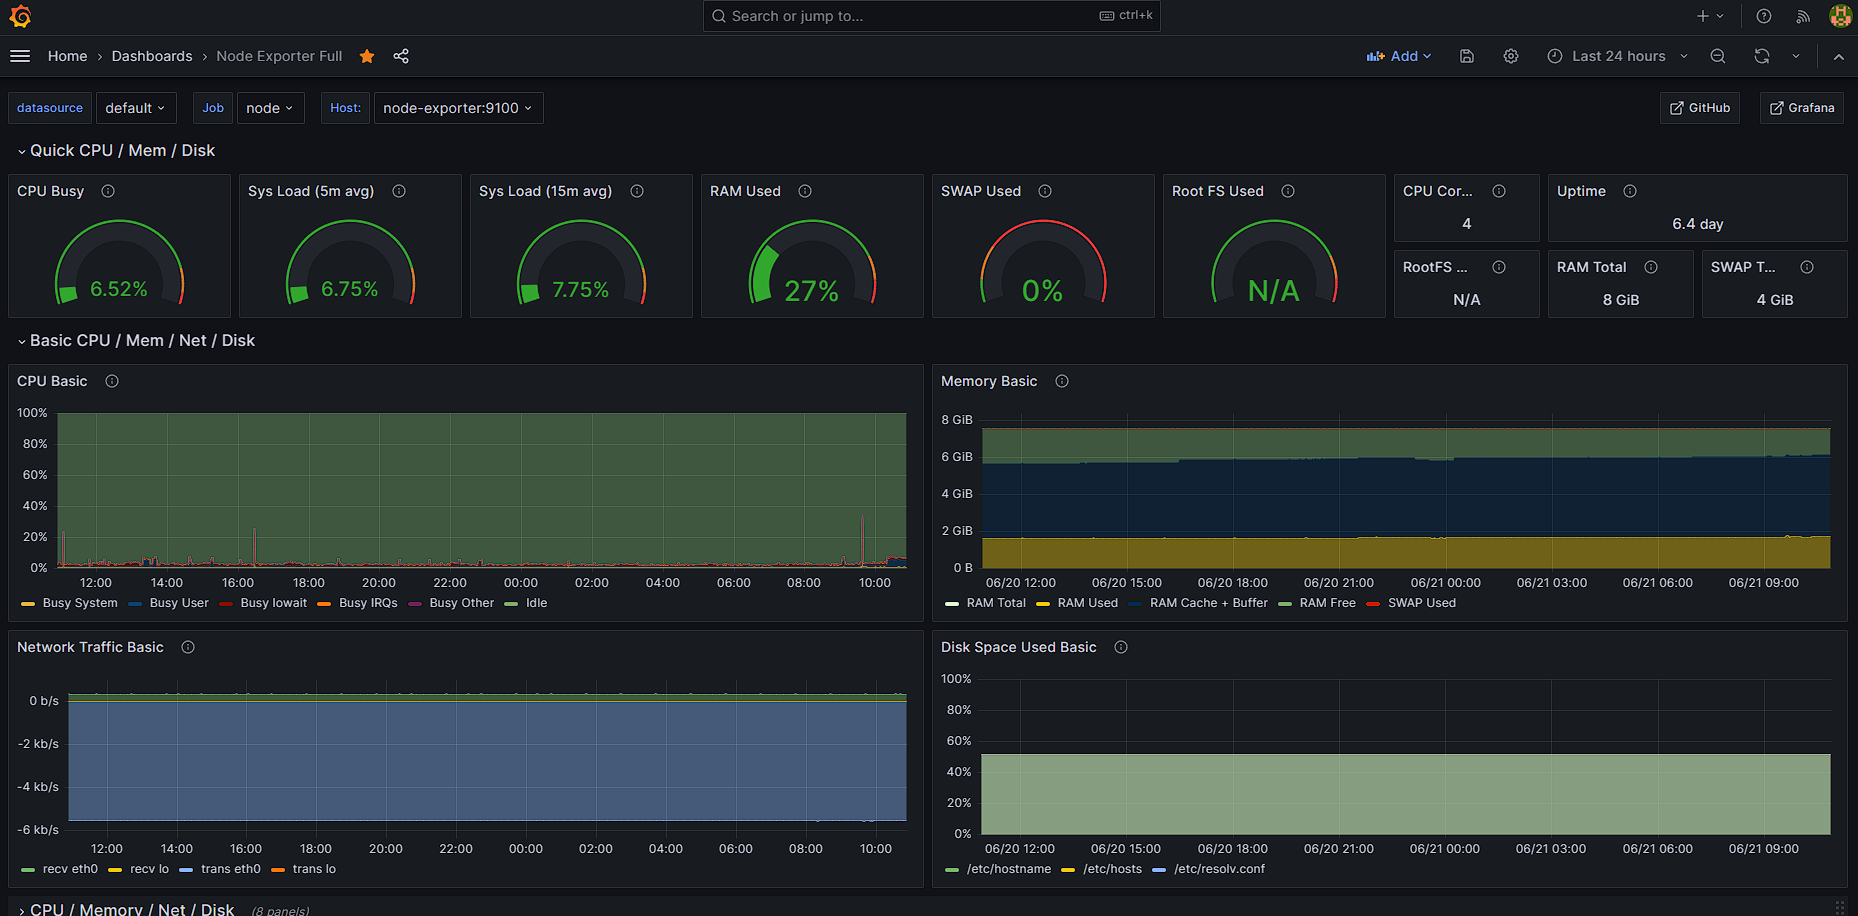 Search or jump to... ctrl+k
Home › Dashboards › Node Exporter Full Add Last 24 hours
datasource default Job node Host: node-exporter:9100 GitHub Grafana
Quick CPU / Mem / Disk
CPU Busy Sys Load (5m avg) Sys Load (15m avg) RAM Used SWAP Used Root FS Used CPU Cor... Uptime
4 6.4 day
6.52% 6.75% 7.75% 27% 0% N/A
RootFS ... RAM Total SWAP T...
N/A 8 GiB 4 GiB
Basic CPU / Mem / Net / Disk
CPU Basic
100%
80%
60%
40%
20%
0%
12:00 14:00 16:00 18:00 20:00 22:00 00:00 02:00 04:00 06:00 08:00 10:00
Busy System Busy User Busy Iowait Busy IRQs Busy Other Idle
Memory Basic
8 GiB
6 GiB
4 GiB
2 GiB
0 B
06/20 12:00 06/20 15:00 06/20 18:00 06/20 21:00 06/21 00:00 06/21 03:00 06/21 06:00 06/21 09:00
RAM Total RAM Used RAM Cache + Buffer RAM Free SWAP Used
Network Traffic Basic
0 b/s
-2 kb/s
-4 kb/s
-6 kb/s
12:00 14:00 16:00 18:00 20:00 22:00 00:00 02:00 04:00 06:00 08:00 10:00
recv eth0 recv lo trans eth0 trans lo
Disk Space Used Basic
100%
80%
60%
40%
20%
0%
06/20 12:00 06/20 15:00 06/20 18:00 06/20 21:00 06/21 00:00 06/21 03:00 06/21 06:00 06/21 09:00
/etc/hostname /etc/hosts /etc/resolv.conf
CPU / Memory / Net / Disk (8 panels)